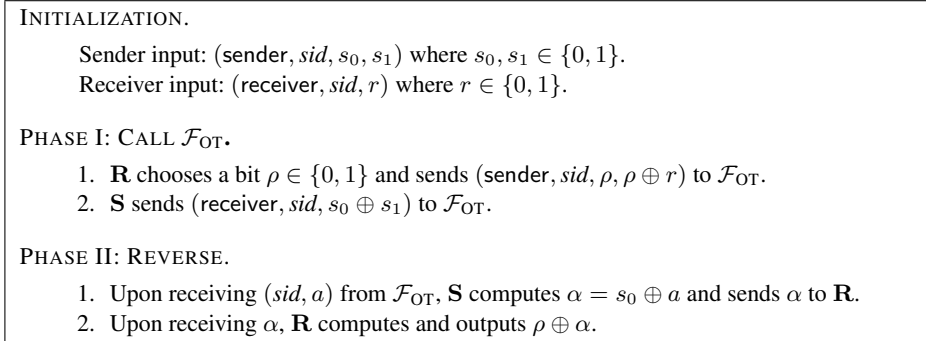 INITIALIZATION.
Sender input: (sender, sid, s₀, s₁) where s₀, s₁ ∈ {0, 1}.
Receiver input: (receiver, sid, r) where r ∈ {0, 1}.
PHASE I: CALL ℱ_OT.
1. R chooses a bit ρ ∈ {0, 1} and sends (sender, sid, ρ, ρ ⊕ r) to ℱ_OT.
2. S sends (receiver, sid, s₀ ⊕ s₁) to ℱ_OT.
PHASE II: REVERSE.
1. Upon receiving (sid, a) from ℱ_OT, S computes α = s₀ ⊕ a and sends α to R.
2. Upon receiving α, R computes and outputs ρ ⊕ α.